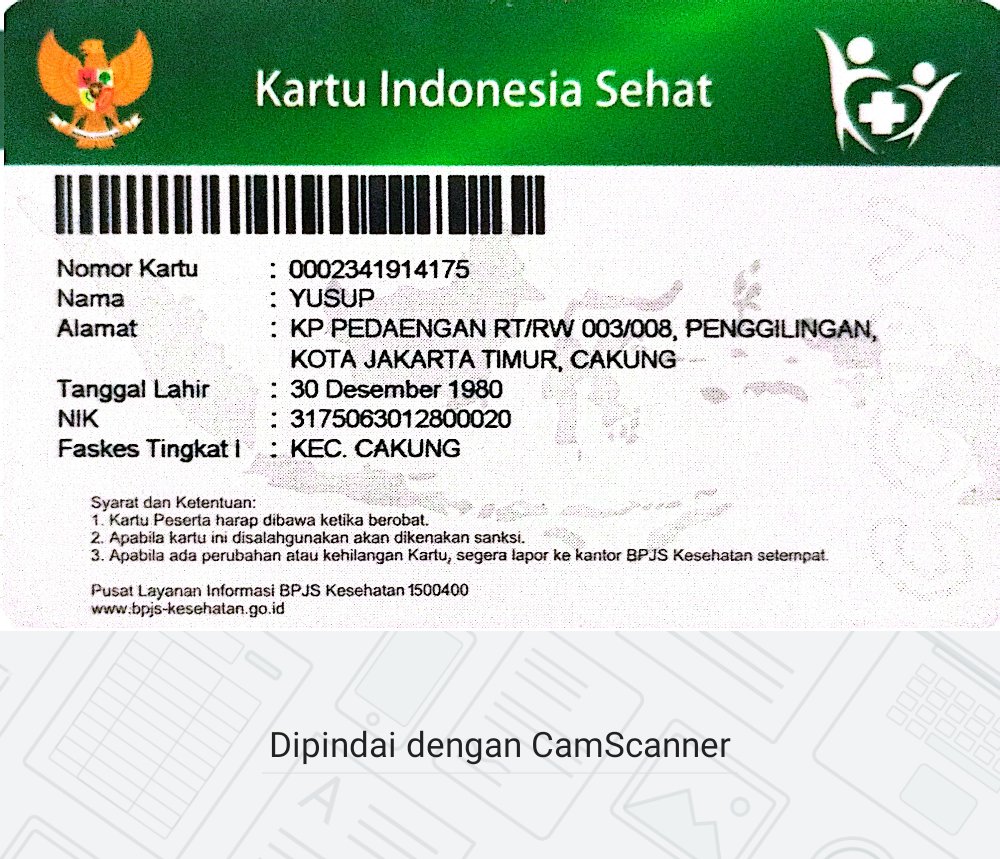 Kartu Indonesia Sehat
Nomor Kartu : 0002341914175
Nama : YUSUP
Alamat : KP PEDAENGAN RT/RW 003/008, PENGGILINGAN,
KOTA JAKARTA TIMUR, CAKUNG
Tanggal Lahir : 30 Desember 1980
NIK : 3175063012800020
Faskes Tingkat I : KEC. CAKUNG
Syarat dan Ketentuan:
1. Kartu Peserta harap dibawa ketika berobat.
2. Apabila kartu ini disalahgunakan akan dikenakan sanksi.
3. Apabila ada perubahan atau kehilangan Kartu, segera lapor ke kantor BPJS Kesehatan setempat.
Pusat Layanan Informasi BPJS Kesehatan 1500400
www.bpjs-kesehatan.go.id
Dipindai dengan CamScanner